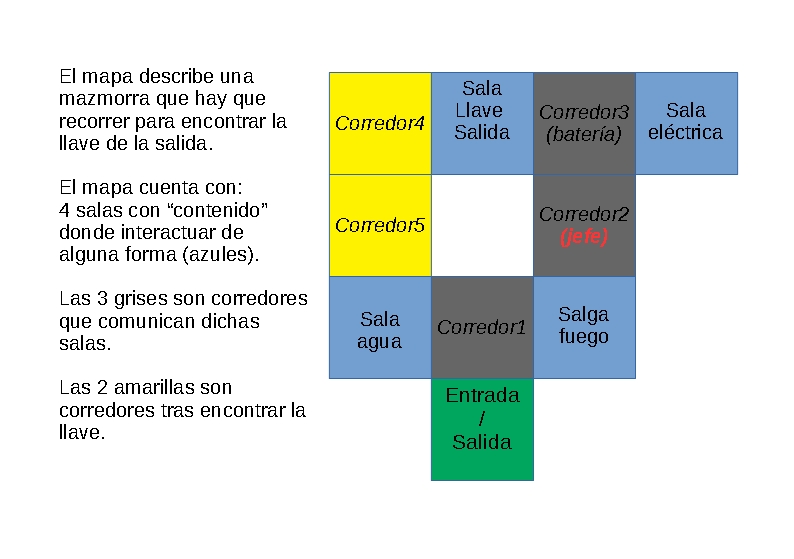 El mapa describe una
mazmorra que hay que
recorrer para encontrar la
llave de la salida.
El mapa cuenta con:
4 salas con “contenido”
donde interactuar de
alguna forma (azules).
Las 3 grises son corredores
que comunican dichas
salas.
Las 2 amarillas son
corredores tras encontrar la
llave.
Corredor4
Sala
Llave
Salida
Corredor3
(batería)
Sala
eléctrica
Corredor5
Corredor2
(jefe)
Sala
agua
Corredor1
Salga
fuego
Entrada
/
Salida